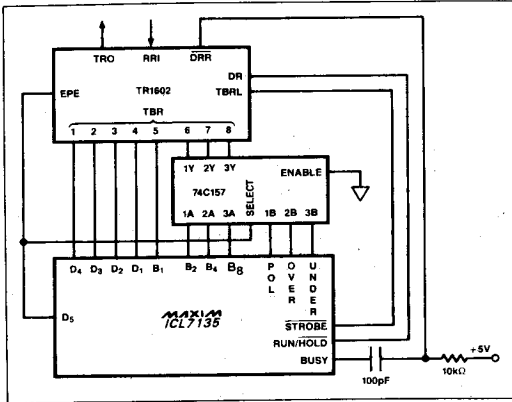 TRO RRI DRR
EPE TR1602 DR
TBRL
TBR
1 2 3 4 5 6 7 8
1Y 2Y 3Y
ENABLE
74C157
SELECT
1A 2A 3A 1B 2B 3B
D4 D3 D2 D1 B1 B2 B4 B8 POL OVER UNDER
D5
MAXIM
ICL7135
STROBE
RUN/HOLD
BUSY
100pF
10kΩ
+5V